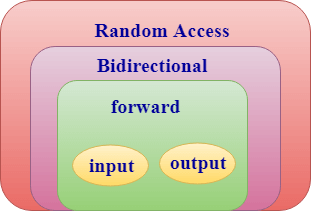 Random Access
Bidirectional
forward
input output